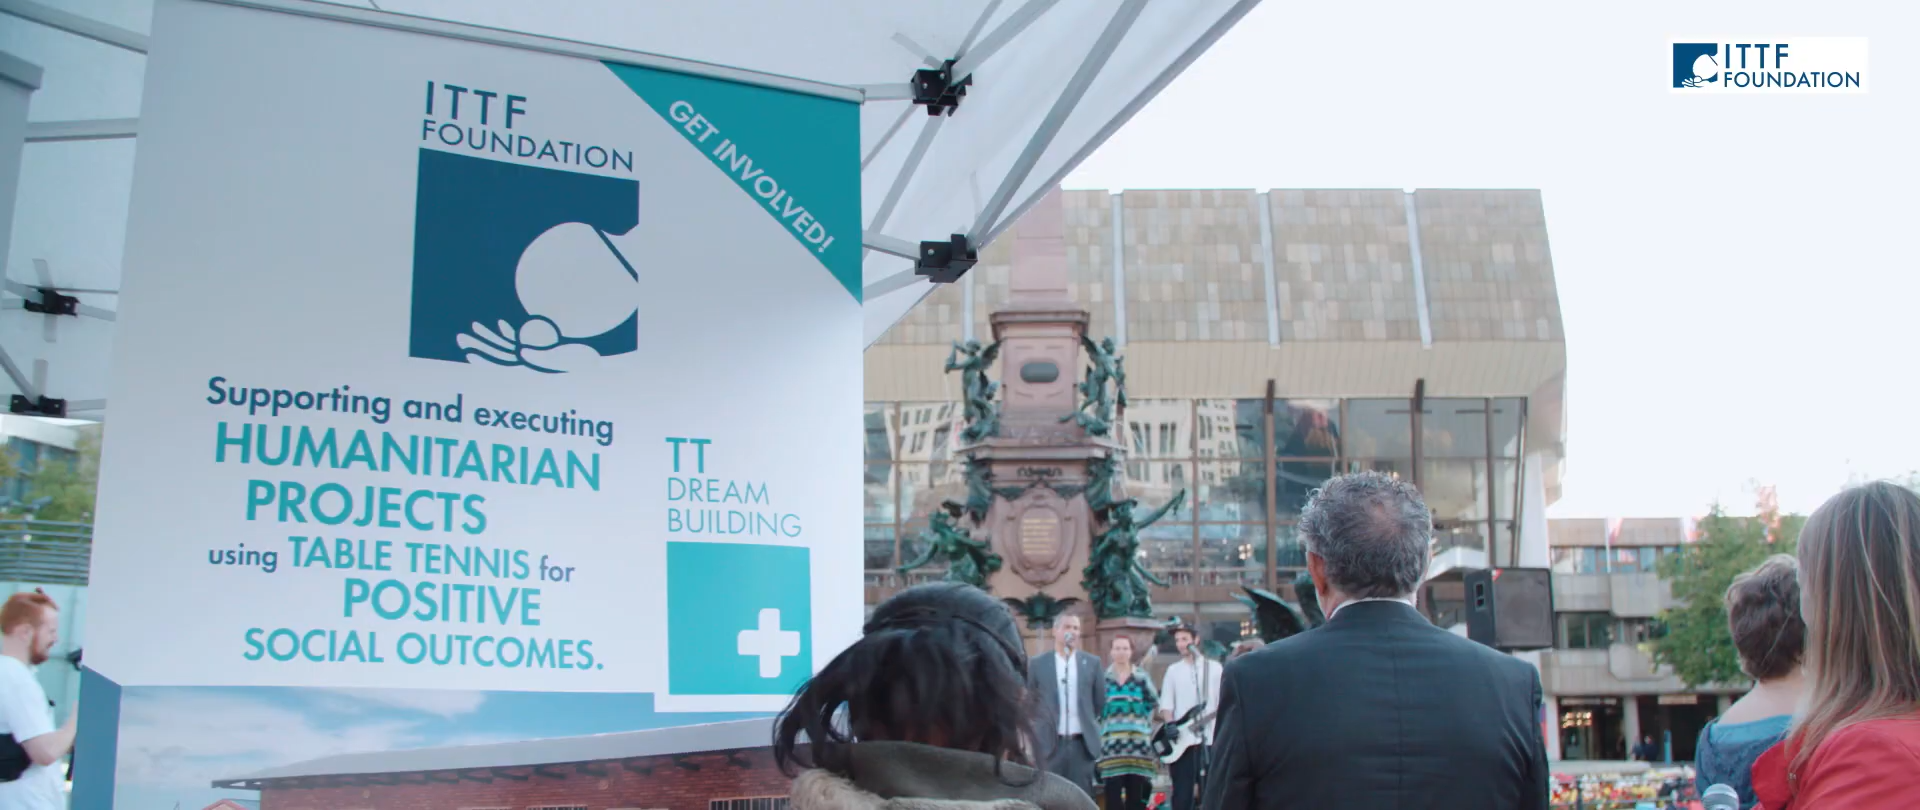 ITTF
FOUNDATION
GET INVOLVED!
Supporting and executing
HUMANITARIAN
PROJECTS
using TABLE TENNIS for
POSITIVE
SOCIAL OUTCOMES.
TT
DREAM
BUILDING
ITTF
FOUNDATION